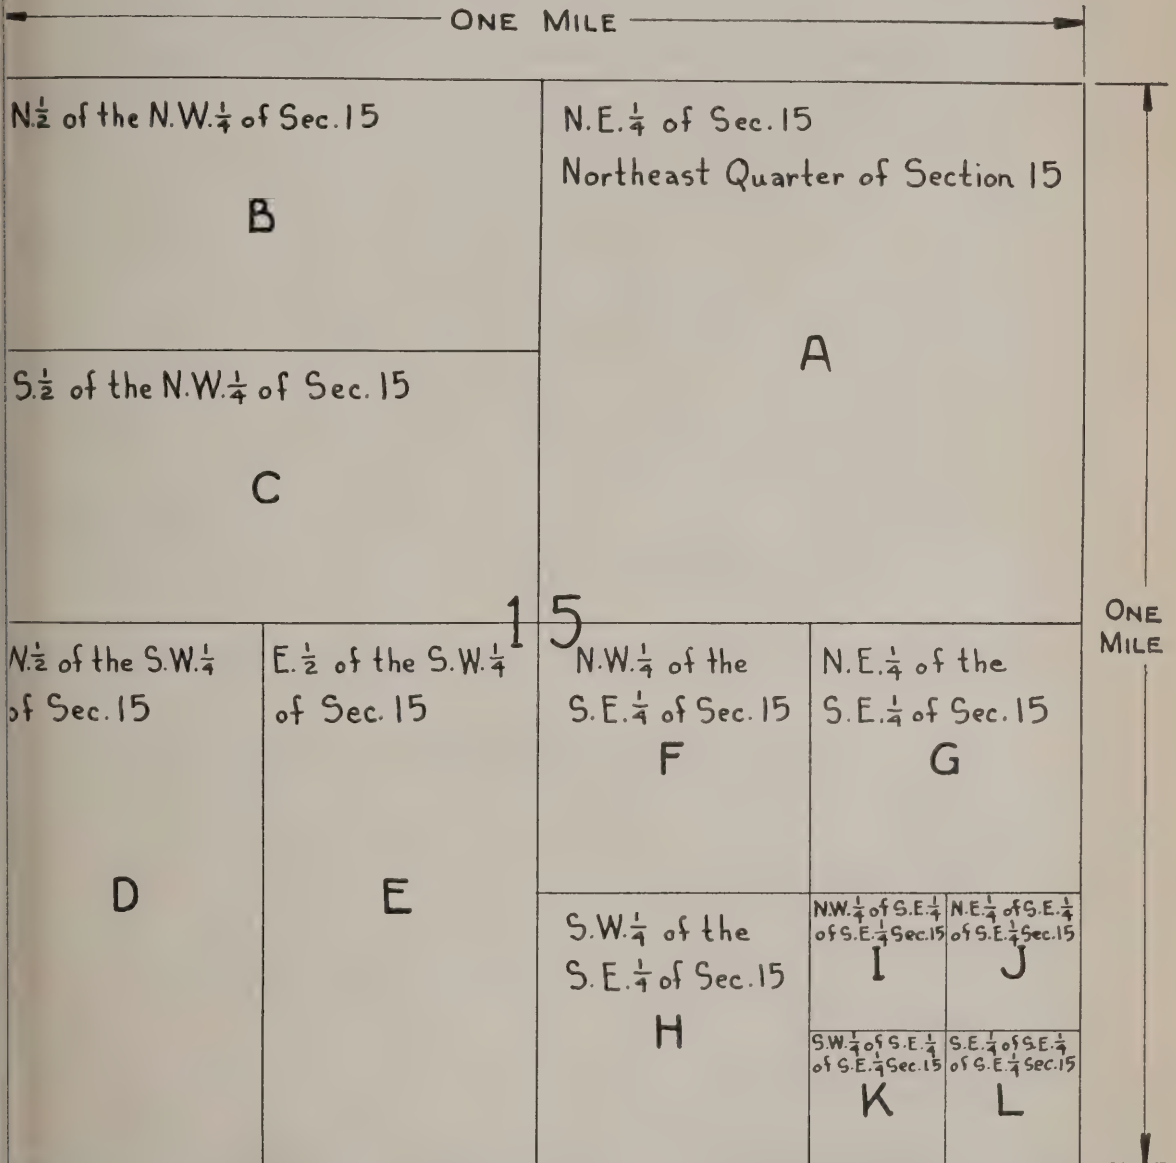 ONE MILE
N.½ of the N.W.¼ of Sec. 15
B
N.E.¼ of Sec. 15
Northeast Quarter of Section 15
A
S.½ of the N.W.¼ of Sec. 15
C
15
ONE
MILE
N.½ of the S.W.¼
of Sec. 15
D
E.½ of the S.W.¼
of Sec. 15
E
N.W.¼ of the
S.E.¼ of Sec. 15
F
N.E.¼ of the
S.E.¼ of Sec. 15
G
S.W.¼ of the
S.E.¼ of Sec. 15
H
N.W.¼ of S.E.¼
of S.E.¼ Sec. 15
I
N.E.¼ of S.E.¼
of S.E.¼ Sec. 15
J
S.W.¼ of S.E.¼
of S.E.¼ Sec. 15
K
S.E.¼ of S.E.¼
of S.E.¼ Sec. 15
L